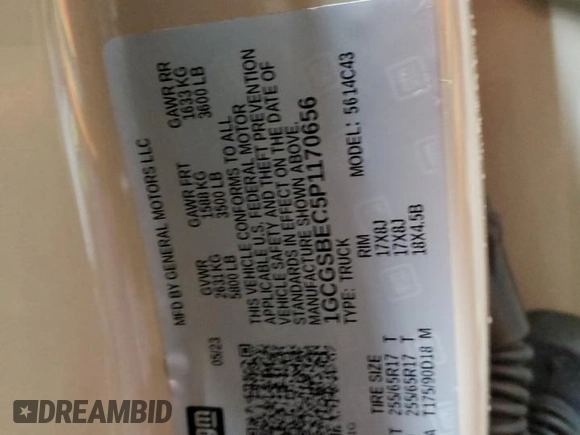 MFD BY GENERAL MOTORS LLC
05/23
GVWR GAWR FRT GAWR RR
2631 KG 1588 KG 1633 KG
5800 LB 3500 LB 3600 LB
THIS VEHICLE CONFORMS TO ALL
APPLICABLE U.S. FEDERAL MOTOR
VEHICLE SAFETY AND THEFT PREVENTION
STANDARDS IN EFFECT ON THE DATE OF
MANUFACTURE SHOWN ABOVE.
1GCGSBEC5P1170656
TYPE: TRUCK MODEL: 5614C43
TIRE SIZE RIM
T 255/65R17 T 17X8J
T 255/65R17 T 17X8J
A T175/90D18 M 18X4.5B
gm
DREAMBID